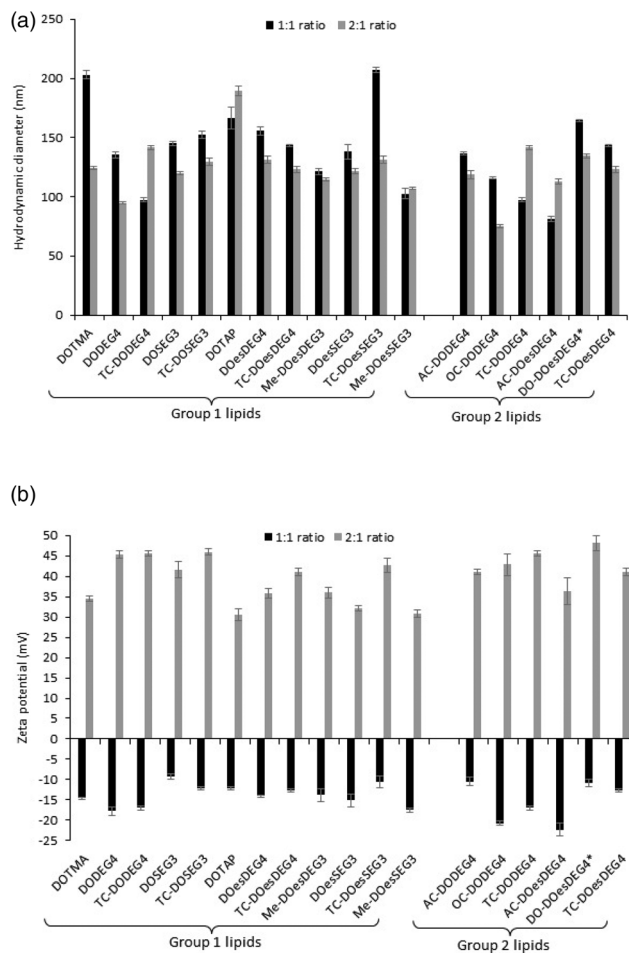 (a)
1:1 ratio 2:1 ratio
Hydrodynamic diameter (nm)
250
200
150
100
50
0
DOTMA
DODEG4
TC-DODEG4
DOSEG3
TC-DOSEG3
DOTAP
DOesDEG4
TC-DOesDEG4
Me-DOesDEG3
DOesSEG3
TC-DOesSEG3
Me-DOesSEG3
AC-DODEG4
OC-DODEG4
TC-DODEG4
AC-DOesDEG4
DO-DOesDEG4*
TC-DOesDEG4
Group 1 lipids
Group 2 lipids
(b)
1:1 ratio 2:1 ratio
Zeta potential (mV)
50
45
40
35
30
25
20
15
10
5
0
-5
-10
-15
-20
-25
DOTMA
DODEG4
TC-DODEG4
DOSEG3
TC-DOSEG3
DOTAP
DOesDEG4
TC-DOesDEG4
Me-DOesDEG3
DOesSEG3
TC-DOesSEG3
Me-DOesSEG3
AC-DODEG4
OC-DODEG4
TC-DODEG4
AC-DOesDEG4
DO-DOesDEG4*
TC-DOesDEG4
Group 1 lipids
Group 2 lipids